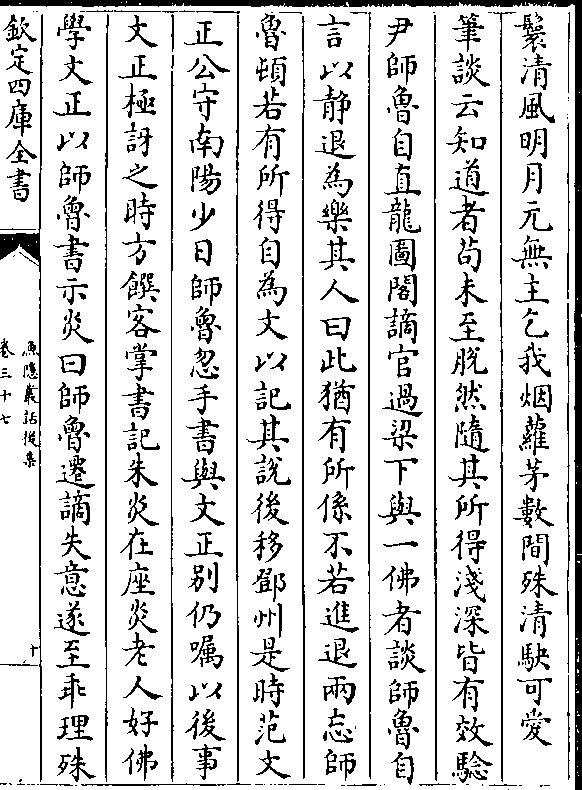 鬟清風明月元無主乞我烟蘿茅數間殊清駃可愛
筆談云知道者苟未至脫然隨其所得淺深皆有效驗
尹師魯自直龍圖閣謫官過梁下與一佛者談師魯自
言以静退為樂其人曰此猶有所係不若進退兩忘師
魯頓若有所得自為文以記其說後移鄧州是時范文
正公守南陽少日師魯忽手書與文正别仍嘱以後事
文正極訝之時方饌客掌書記朱炎在座炎老人好佛
學文正以師魯書示炎曰師魯遷謫失意遂至乖理殊
欽定四庫全書
漁隱叢話後集
卷三十七
十